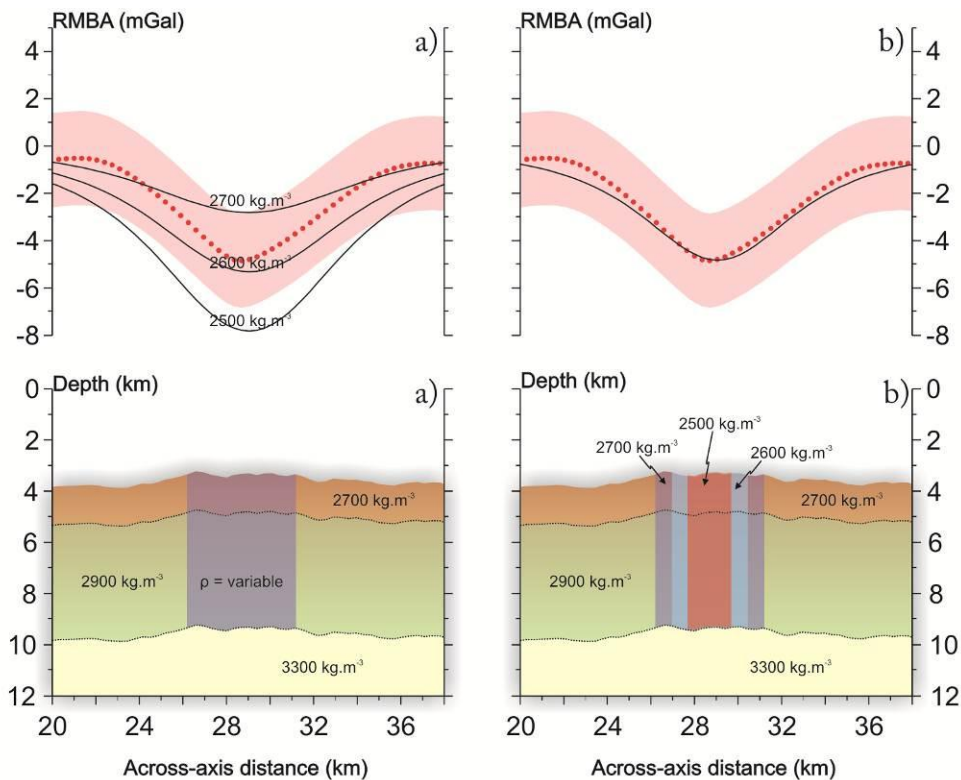 RMBA (mGal)
a)
4
2
0
-2
-4
-6
-8
2700 kg.m-3
2600 kg.m-3
2500 kg.m-3
RMBA (mGal)
b)
4
2
0
-2
-4
-6
-8
Depth (km)
a)
0
2
4
6
8
10
12
2700 kg.m-3
2900 kg.m-3
ρ = variable
3300 kg.m-3
20 24 28 32 36
Across-axis distance (km)
Depth (km)
b)
2500 kg.m-3
2700 kg.m-3
2600 kg.m-3
2700 kg.m-3
2900 kg.m-3
3300 kg.m-3
0
2
4
6
8
10
12
20 24 28 32 36
Across-axis distance (km)